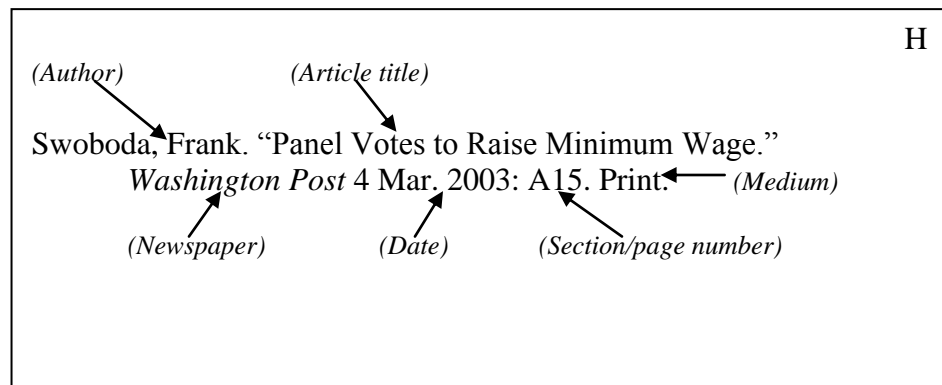 H
(Author) (Article title)
Swoboda, Frank. “Panel Votes to Raise Minimum Wage.”
Washington Post 4 Mar. 2003: A15. Print. (Medium)
(Newspaper) (Date) (Section/page number)